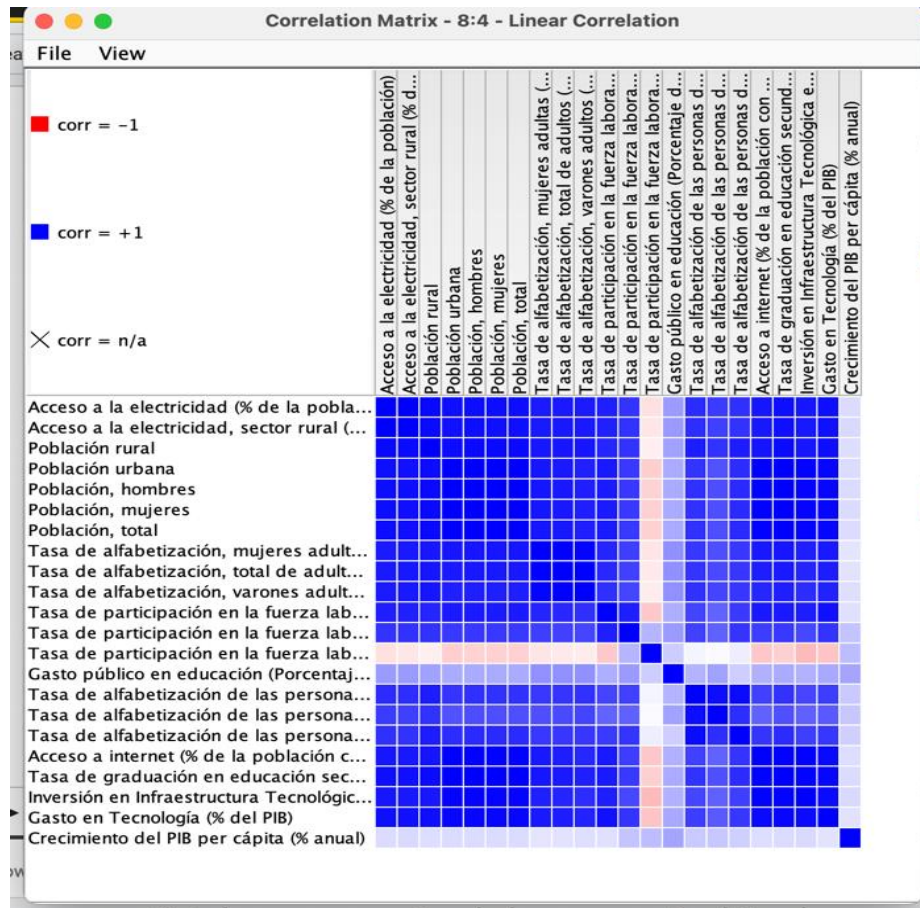 Correlation Matrix - 8:4 - Linear Correlation
File View
corr = -1
corr = +1
corr = n/a
Acceso a la electricidad (% de la población)
Acceso a la electricidad, sector rural (% d...
Población rural
Población urbana
Población, hombres
Población, mujeres
Población, total
Tasa de alfabetización, mujeres adultas (...
Tasa de alfabetización, total de adultos (...
Tasa de alfabetización, varones adultos (...
Tasa de participación en la fuerza labora...
Tasa de participación en la fuerza labora...
Tasa de participación en la fuerza labora...
Gasto público en educación (Porcentaje d...
Tasa de alfabetización de las personas d...
Tasa de alfabetización de las personas d...
Tasa de alfabetización de las personas d...
Acceso a internet (% de la población con ...
Tasa de graduación en educación secund...
Inversión en Infraestructura Tecnológica e...
Gasto en Tecnología (% del PIB)
Crecimiento del PIB per cápita (% anual)
Acceso a la electricidad (% de la pobla...
Acceso a la electricidad, sector rural (...
Población rural
Población urbana
Población, hombres
Población, mujeres
Población, total
Tasa de alfabetización, mujeres adult...
Tasa de alfabetización, total de adult...
Tasa de alfabetización, varones adult...
Tasa de participación en la fuerza lab...
Tasa de participación en la fuerza lab...
Tasa de participación en la fuerza lab...
Gasto público en educación (Porcentaj...
Tasa de alfabetización de las persona...
Tasa de alfabetización de las persona...
Tasa de alfabetización de las persona...
Acceso a internet (% de la población c...
Tasa de graduación en educación sec...
Inversión en Infraestructura Tecnológic...
Gasto en Tecnología (% del PIB)
Crecimiento del PIB per cápita (% anual)